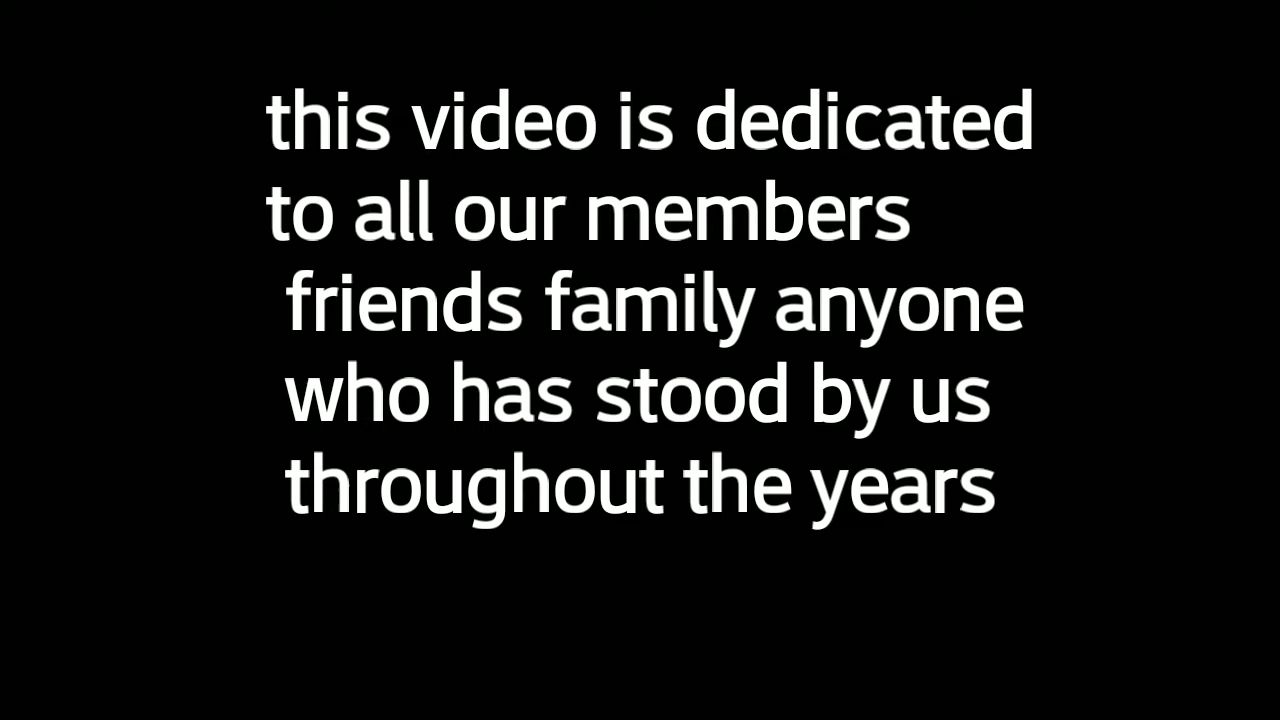 this video is dedicated
to all our members
friends family anyone
who has stood by us
throughout the years